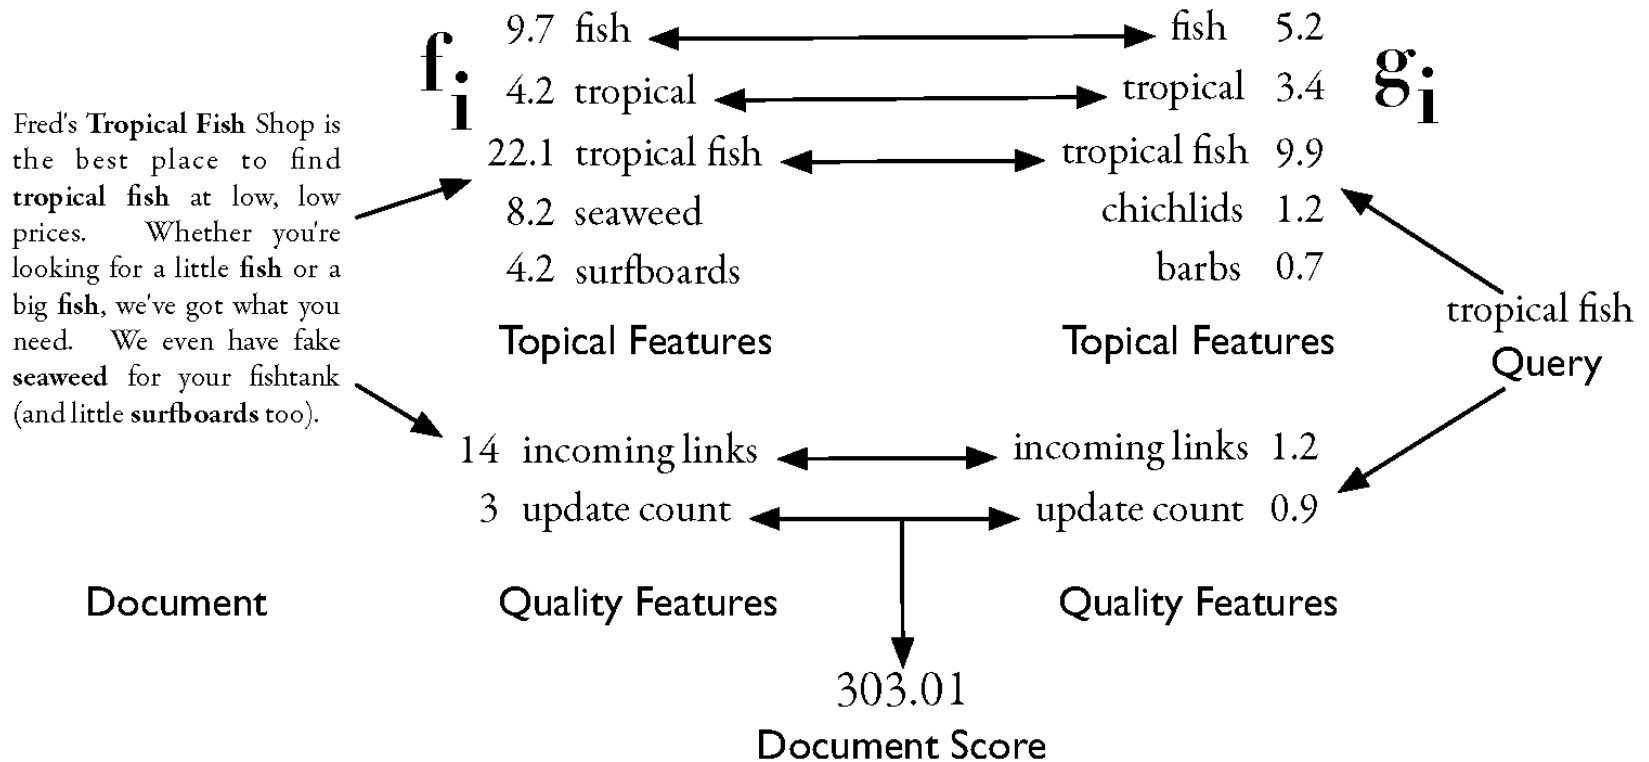 Fred's Tropical Fish Shop is
the best place to find
tropical fish at low, low
prices. Whether you're
looking for a little fish or a
big fish, we've got what you
need. We even have fake
seaweed for your fishtank
(and little surfboards too).
Document
fi
9.7 fish
4.2 tropical
22.1 tropical fish
8.2 seaweed
4.2 surfboards
Topical Features
14 incoming links
3 update count
Quality Features
fish 5.2
tropical 3.4
tropical fish 9.9
chichlids 1.2
barbs 0.7
Topical Features
incoming links 1.2
update count 0.9
Quality Features
gi
tropical fish
Query
303.01
Document Score